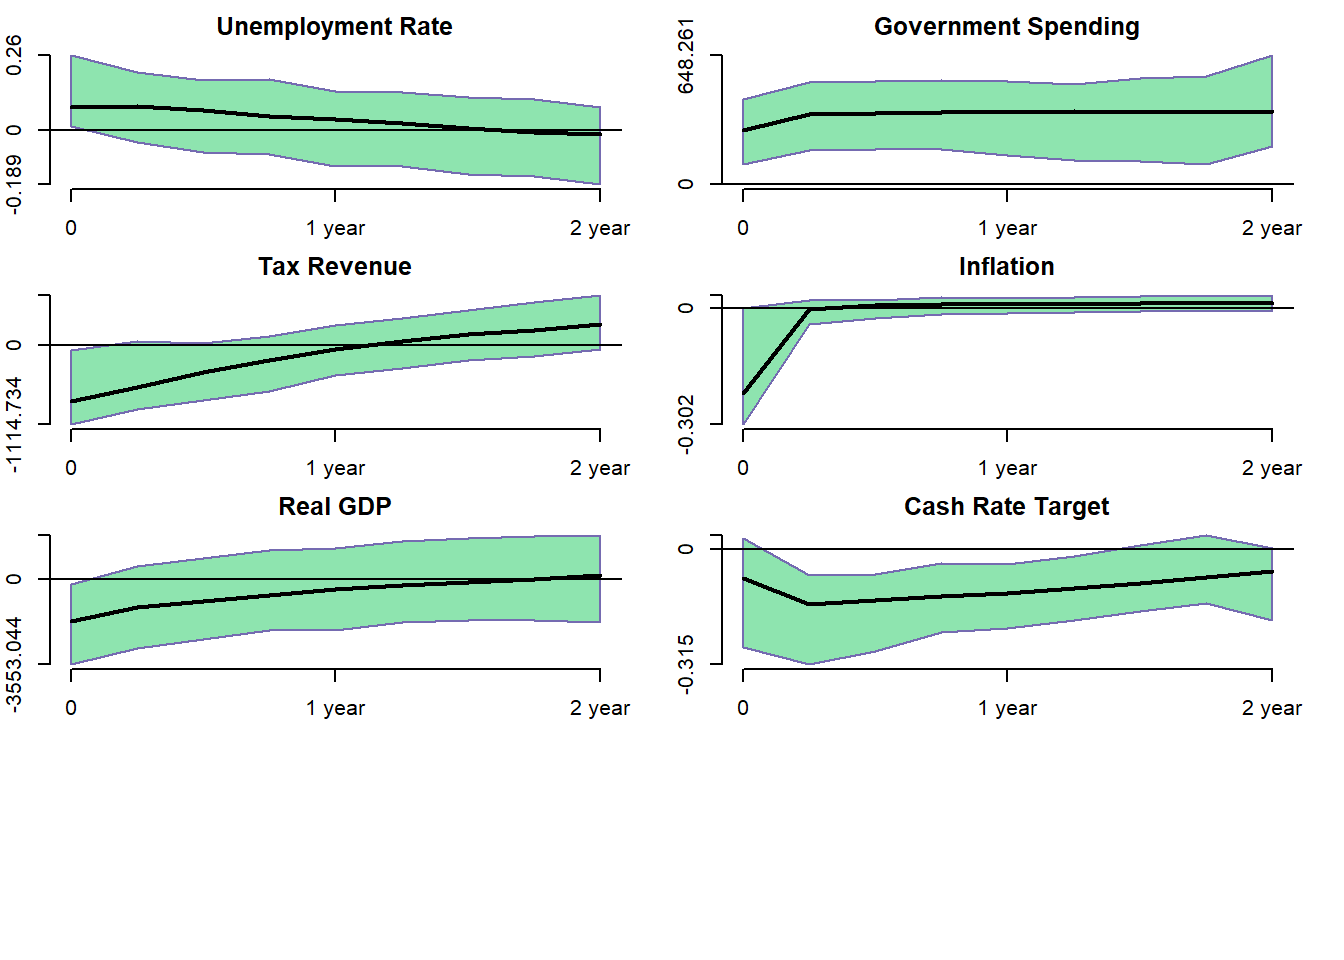 Unemployment Rate
0.26
0
-0.189
0 1 year 2 year
Government Spending
648.261
0
0 1 year 2 year
Tax Revenue
0
-1114.734
0 1 year 2 year
Inflation
0
-0.302
0 1 year 2 year
Real GDP
0
-3553.044
0 1 year 2 year
Cash Rate Target
0
-0.315
0 1 year 2 year